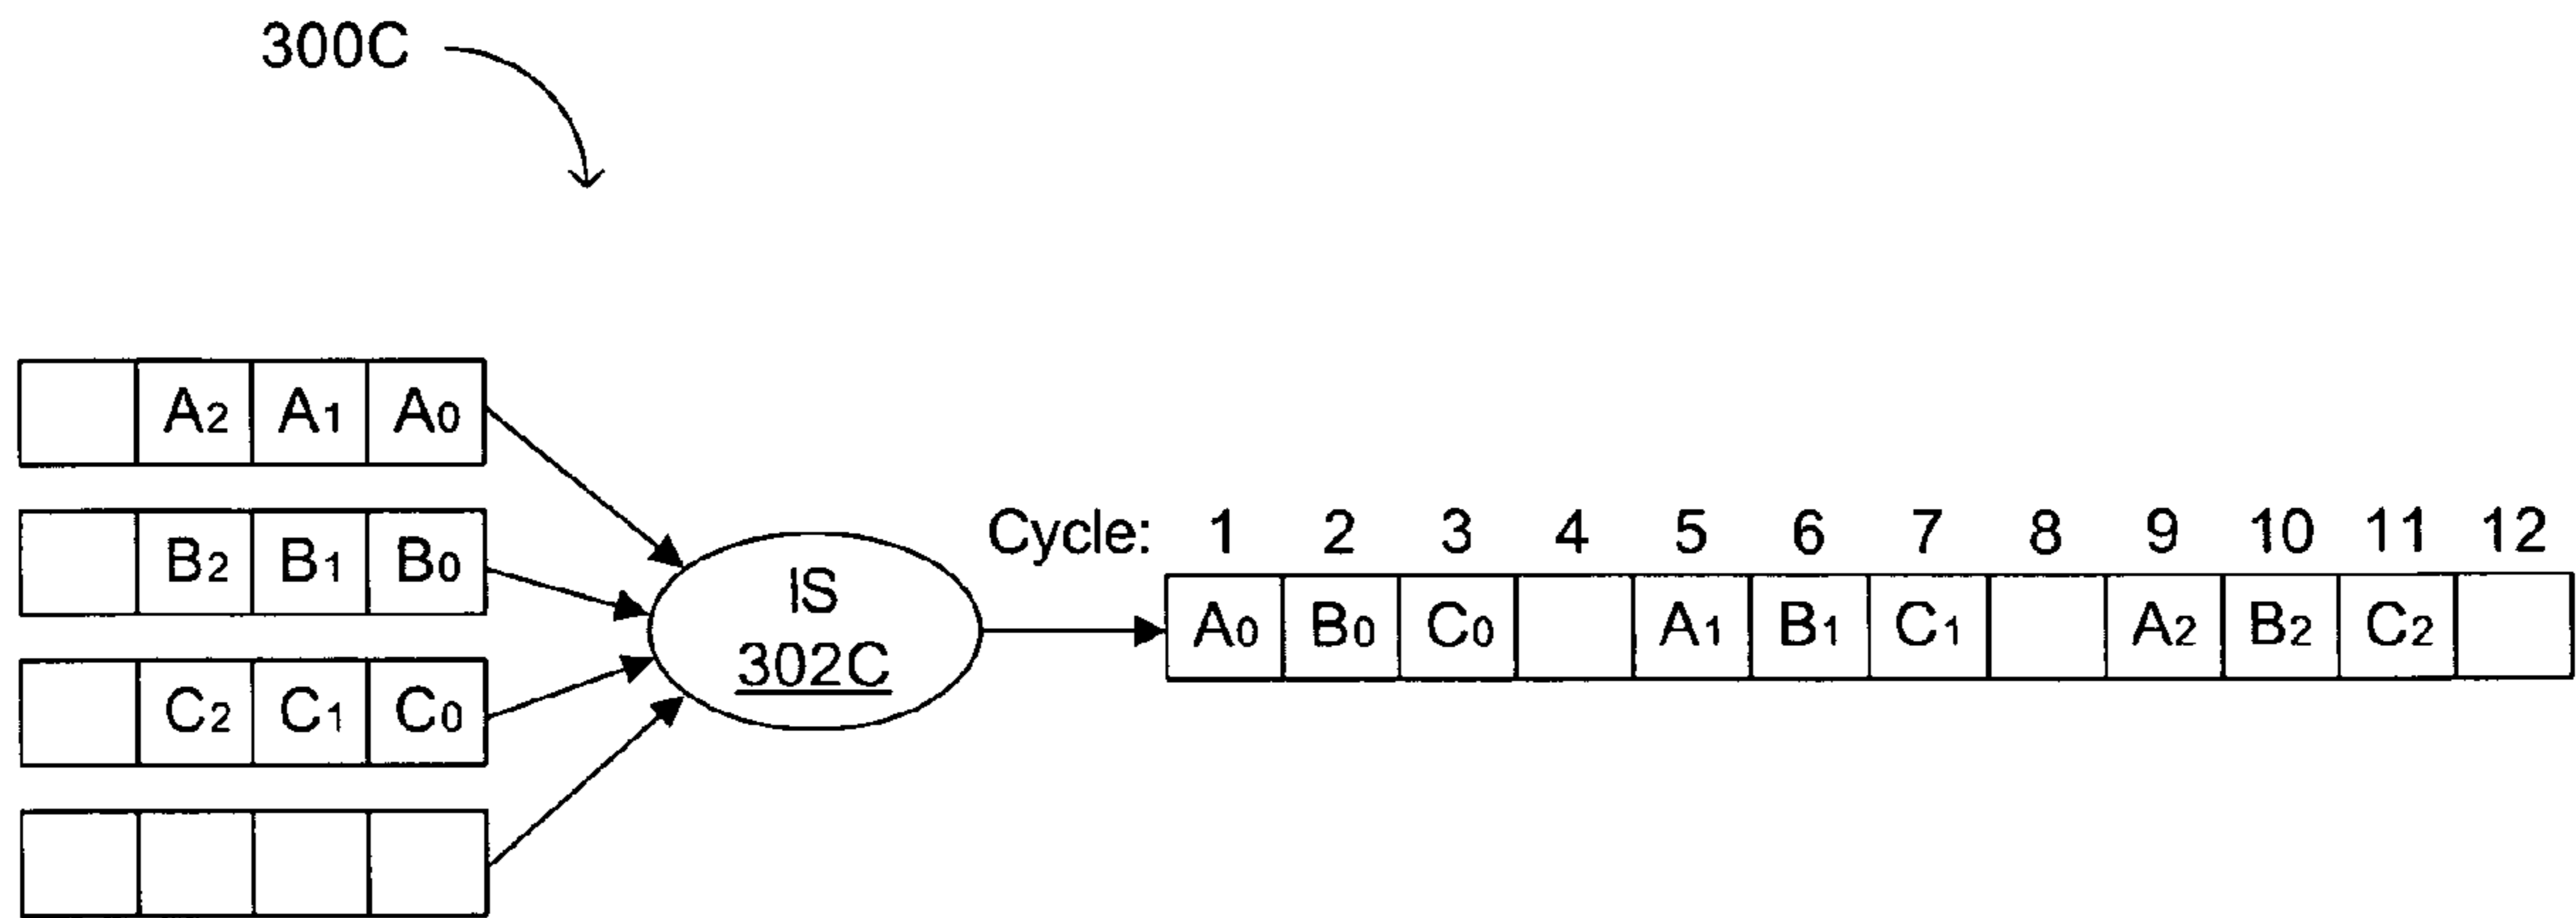 300C
A2 A1 A0
B2 B1 B0
C2 C1 C0
IS
302C
Cycle: 1 2 3 4 5 6 7 8 9 10 11 12
A0 B0 C0 A1 B1 C1 A2 B2 C2